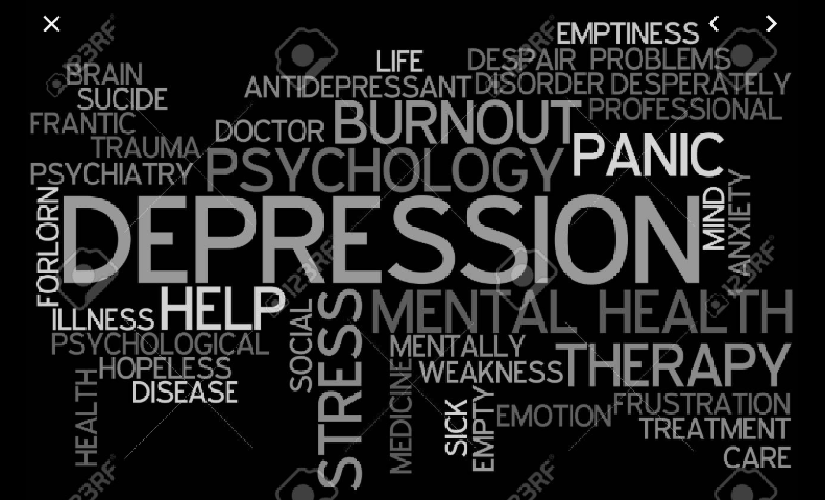 EMPTINESS
LIFE
DESPAIR PROBLEMS
BRAIN
ANTIDEPRESSANT
DISORDER DESPERATELY
SUCIDE
BURNOUT
PROFESSIONAL
FRANTIC
DOCTOR
TRAUMA
PANIC
PSYCHOLOGY
PSYCHIATRY
FORLORN
DEPRESSION
MIND
ANXIETY
ILLNESS
HELP
SOCIAL
STRESS
MENTAL HEALTH
PSYCHOLOGICAL
MENTALLY
THERAPY
HOPELESS
WEAKNESS
DISEASE
HEALTH
MEDICINE
SICK
EMPTY
EMOTION
FRUSTRATION
TREATMENT
CARE
123RF